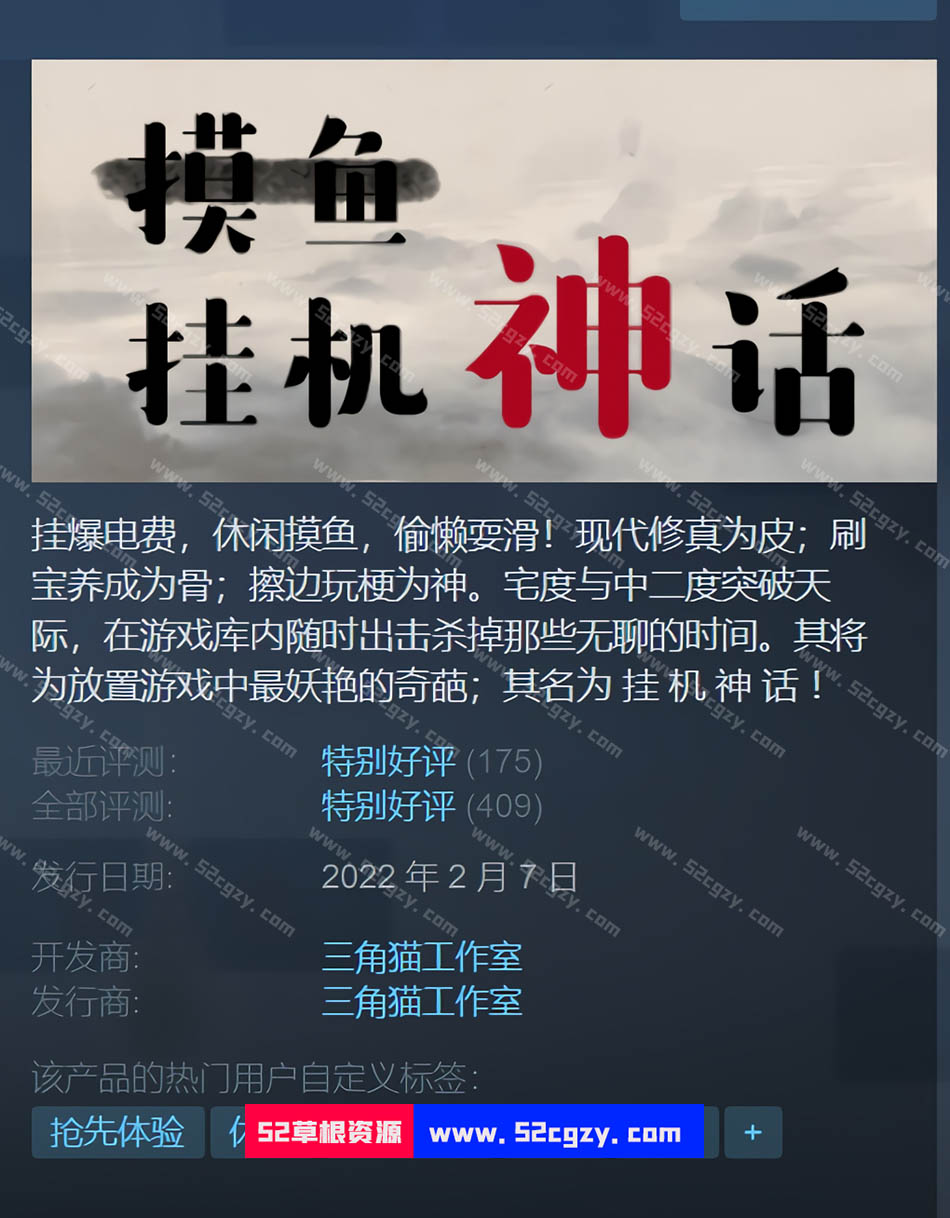 摸鱼
挂机神话
挂爆电费，休闲摸鱼，偷懒耍滑！现代修真为皮；刷
宝养成为骨；擦边玩梗为神。宅度与中二度突破天
际，在游戏库内随时出击杀掉那些无聊的时间。其将
为放置游戏中最妖艳的奇葩；其名为 挂 机 神 话 ！
最近评测: 特别好评 (175)
全部评测: 特别好评 (409)
发行日期: 2022 年 2 月 7 日
开发商: 三角猫工作室
发行商: 三角猫工作室
该产品的热门用户自定义标签:
抢先体验 +
52草根资源 www.52cgzy.com